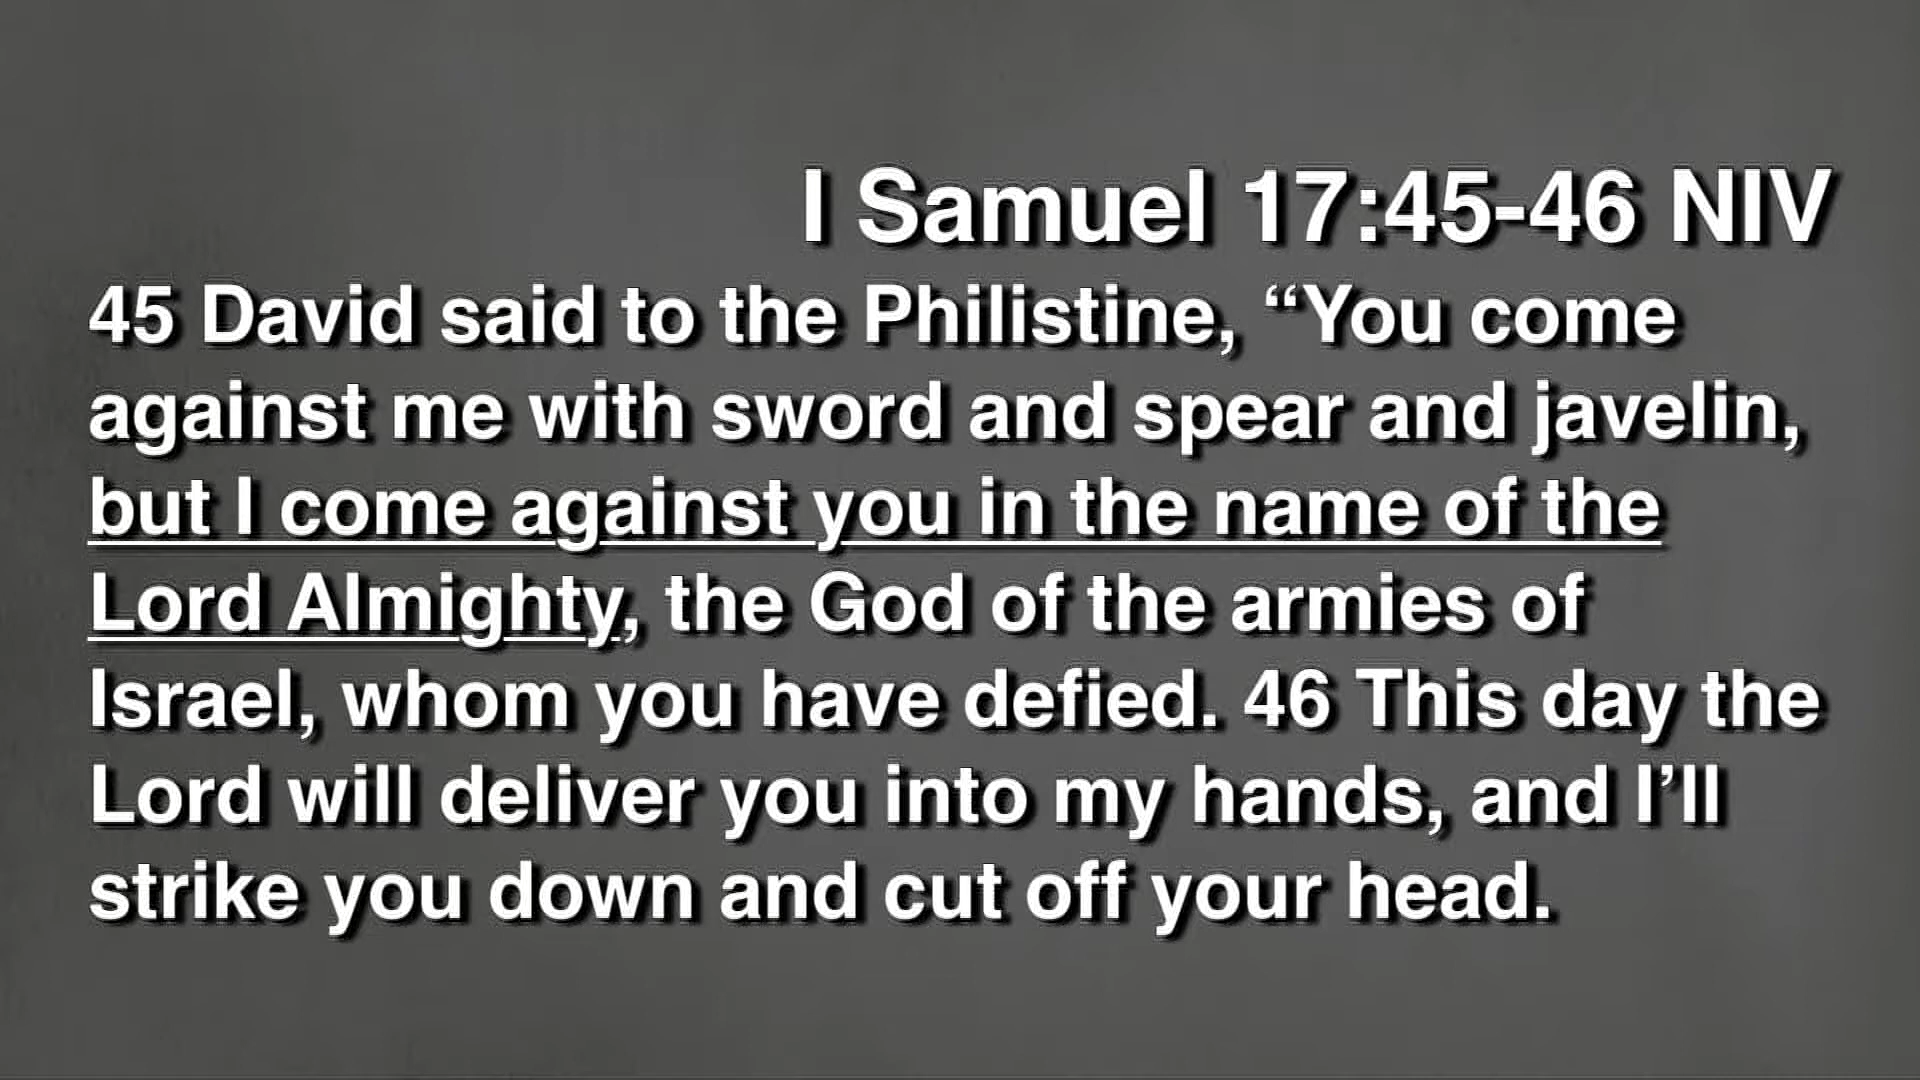 I Samuel 17:45-46 NIV
45 David said to the Philistine, “You come
against me with sword and spear and javelin,
but I come against you in the name of the
Lord Almighty, the God of the armies of
Israel, whom you have defied. 46 This day the
Lord will deliver you into my hands, and I’ll
strike you down and cut off your head.